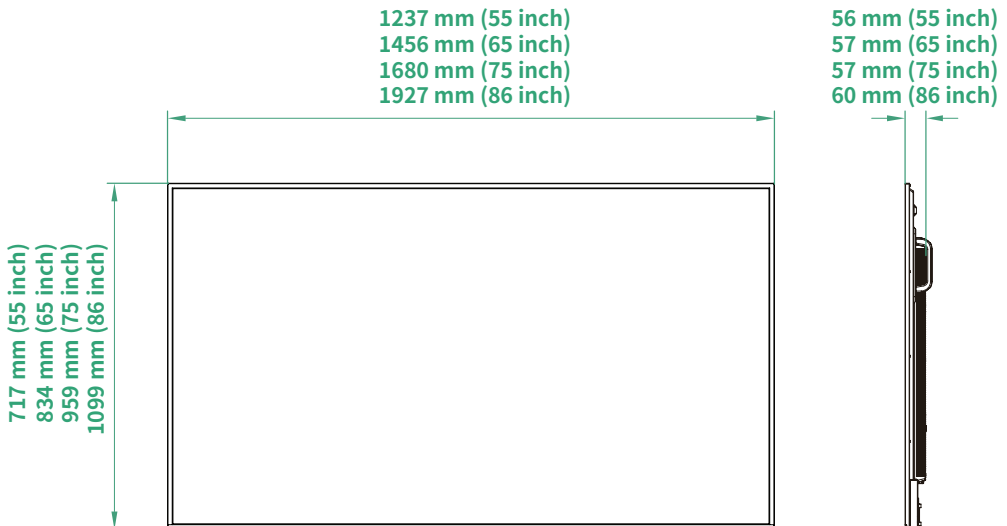 1237 mm (55 inch)
1456 mm (65 inch)
1680 mm (75 inch)
1927 mm (86 inch)
56 mm (55 inch)
57 mm (65 inch)
57 mm (75 inch)
60 mm (86 inch)
717 mm (55 inch)
834 mm (65 inch)
959 mm (75 inch)
1099 mm (86 inch)